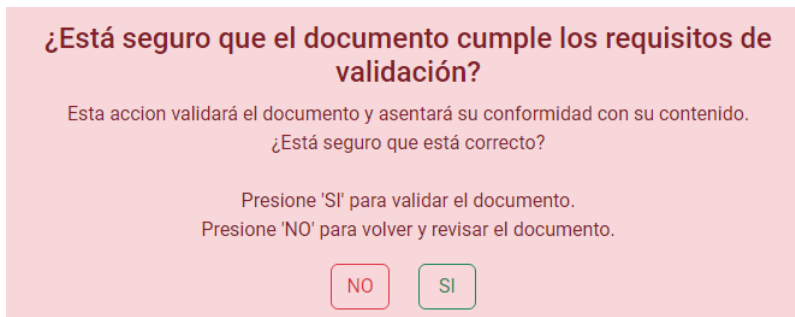 ¿Está seguro que el documento cumple los requisitos de
validación?
Esta accion validará el documento y asentará su conformidad con su contenido.
¿Está seguro que está correcto?
Presione 'SI' para validar el documento.
Presione 'NO' para volver y revisar el documento.
NO SI